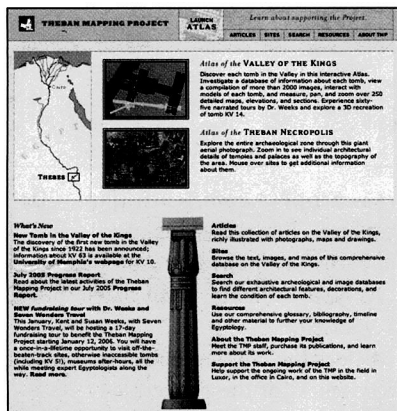 THEBAN MAPPING PROJECT
LAUNCH
ATLAS
Learn about supporting the Project.
ARTICLES SITES SEARCH RESOURCES ABOUT TMP
Atlas of the VALLEY OF THE KINGS
Discover each tomb in the Valley in this interactive Atlas.
Investigate a database of information about each tomb, view
a compilation of more than 2000 images, interact with
models of each tomb, and measure, pan, and zoom over 250
detailed maps, elevations, and sections. Experience sixty-
five narrated tours by Dr. Weeks and explore a 3D recreation
of tomb KV 14.
Atlas of the THEBAN NECROPOLIS
Explore the entire archaeological zone through this giant
aerial photograph. Zoom in to see individual architectural
details of temples and palaces as well as the topography of
the area. Mouse over sites to get additional information
about them.
THEBES
What's New
New Tomb in the Valley of the Kings
The discovery of the first new tomb in the Valley
of the Kings since 1922 has been announced;
information about KV 63 is available at the
University of Memphis's webpage for KV 10.
July 2005 Progress Report
Read about the latest activities of the Theban
Mapping Project in our July 2005 Progress
Report.
NEW fundraising tour with Dr. Weeks and
Seven Wonders Travel
This January, Kent and Susan Weeks, with Seven
Wonders Travel, will be hosting a 17-day
fundraising tour to benefit the Theban Mapping
Project starting January 12, 2006. You will have
a once-in-a-lifetime opportunity to visit off-the-
beaten-track sites, otherwise inaccessible tombs
(including KV 5!), museums after-hours, all the
while meeting expert Egyptologists along the
way. Read more.
Articles
Read this collection of articles on the Valley of the Kings,
richly illustrated with photographs, maps and drawings.
Sites
Browse the text, images, and maps of this comprehensive
database on the Valley of the Kings.
Search
Search our exhaustive archeological and image databases
to find different architectural features, decorations, and
learn the condition of each tomb.
Resources
Use our comprehensive glossary, bibliography, timeline
and other material to further your knowledge of
Egyptology.
About the Theban Mapping Project
Meet the TMP staff, purchase its publications, and learn
more about its work.
Support the Theban Mapping Project
Help support the ongoing work of the TMP in the field in
Luxor, in the office in Cairo, and on this website.